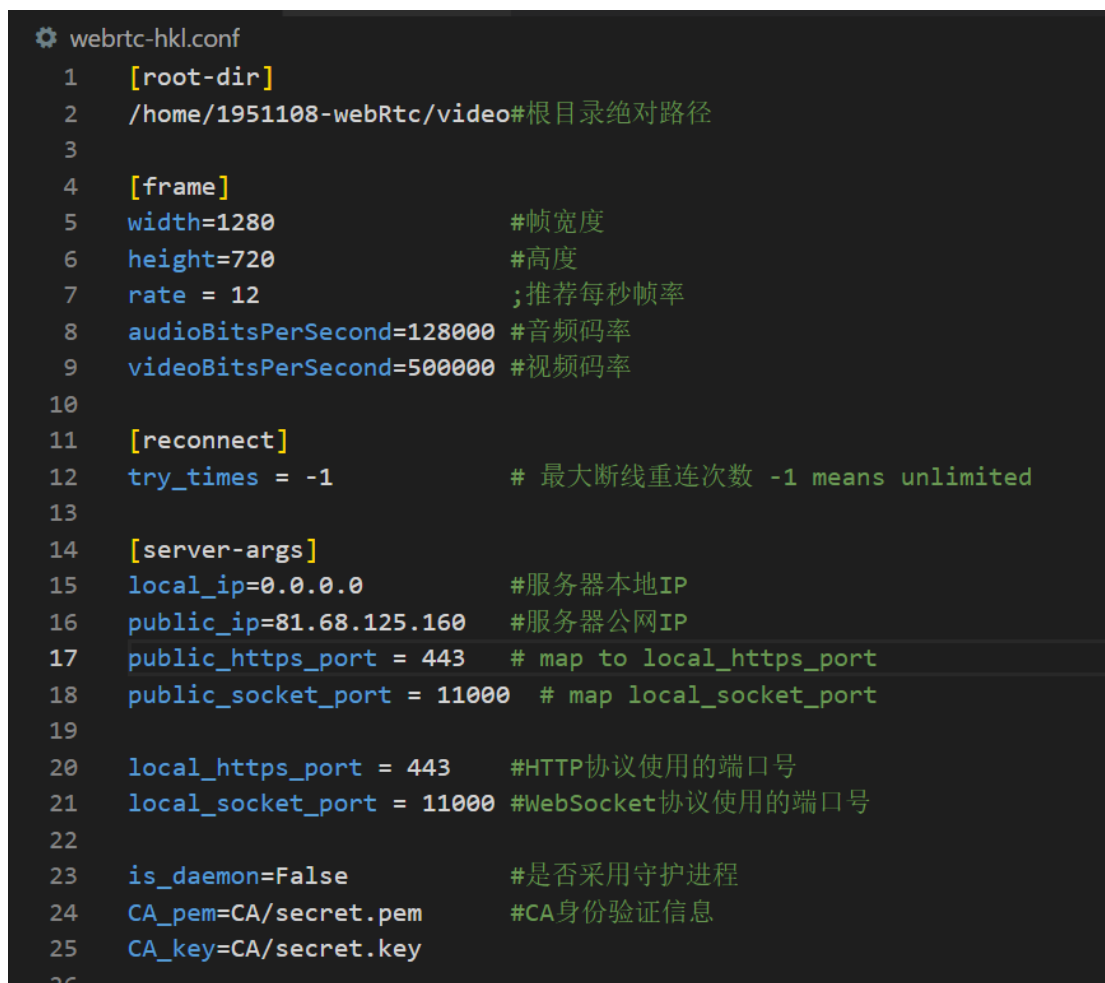 webrtc-hkl.conf
1 [root-dir]
2 /home/1951108-webRtc/video#根目录绝对路径
3
4 [frame]
5 width=1280 #帧宽度
6 height=720 #高度
7 rate = 12 ;推荐每秒帧率
8 audioBitsPerSecond=128000 #音频码率
9 videoBitsPerSecond=500000 #视频码率
10
11 [reconnect]
12 try_times = -1 # 最大断线重连次数 -1 means unlimited
13
14 [server-args]
15 local_ip=0.0.0.0 #服务器本地IP
16 public_ip=81.68.125.160 #服务器公网IP
17 public_https_port = 443 # map to local_https_port
18 public_socket_port = 11000 # map local_socket_port
19
20 local_https_port = 443 #HTTP协议使用的端口号
21 local_socket_port = 11000 #WebSocket协议使用的端口号
22
23 is_daemon=False #是否采用守护进程
24 CA_pem=CA/secret.pem #CA身份验证信息
25 CA_key=CA/secret.key
26